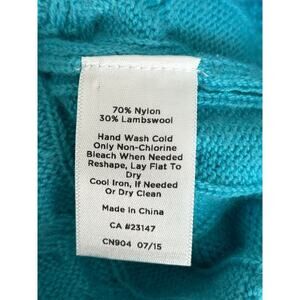 70% Nylon
30% Lambswool
Hand Wash Cold
Only Non-Chlorine
Bleach When Needed
Reshape, Lay Flat To
Dry
Cool Iron, If Needed
Or Dry Clean
Made in China
CA #23147
CN904 07/15